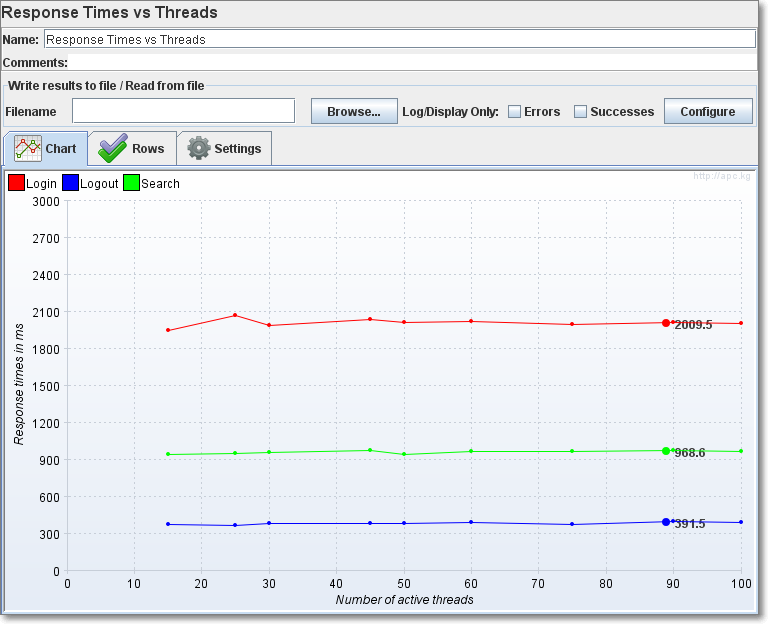 Response Times vs Threads
Name: Response Times vs Threads
Comments:
Write results to file / Read from file
Filename Browse... Log/Display Only: Errors Successes Configure
Chart Rows Settings
http://apc.kg
Login Logout Search
3000
2700
2400
2100
1800
1500
1200
900
600
300
0
Response times in ms
2009.5
968.6
391.5
0 10 20 30 40 50 60 70 80 90 100
Number of active threads